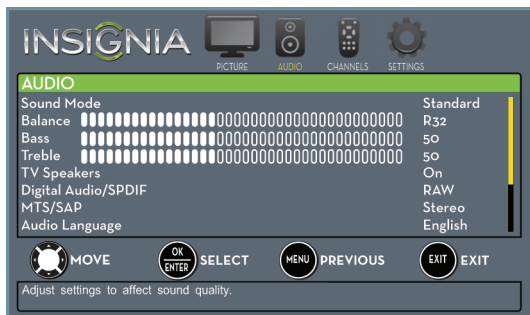 INSIGNIA
PICTURE AUDIO CHANNELS SETTINGS
AUDIO
Sound Mode Standard
Balance R32
Bass 50
Treble 50
TV Speakers On
Digital Audio/SPDIF RAW
MTS/SAP Stereo
Audio Language English
MOVE OK ENTER SELECT MENU PREVIOUS EXIT EXIT
Adjust settings to affect sound quality.